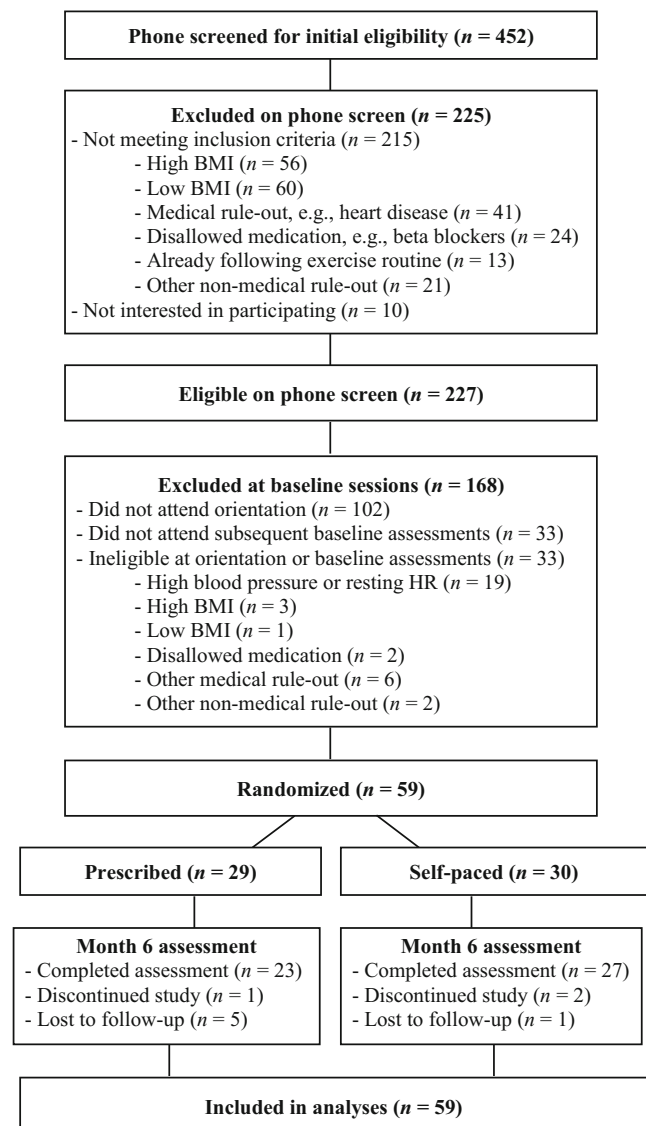 Phone screened for initial eligibility (n = 452)
Excluded on phone screen (n = 225)
- Not meeting inclusion criteria (n = 215)
- High BMI (n = 56)
- Low BMI (n = 60)
- Medical rule-out, e.g., heart disease (n = 41)
- Disallowed medication, e.g., beta blockers (n = 24)
- Already following exercise routine (n = 13)
- Other non-medical rule-out (n = 21)
- Not interested in participating (n = 10)
Eligible on phone screen (n = 227)
Excluded at baseline sessions (n = 168)
- Did not attend orientation (n = 102)
- Did not attend subsequent baseline assessments (n = 33)
- Ineligible at orientation or baseline assessments (n = 33)
- High blood pressure or resting HR (n = 19)
- High BMI (n = 3)
- Low BMI (n = 1)
- Disallowed medication (n = 2)
- Other medical rule-out (n = 6)
- Other non-medical rule-out (n = 2)
Randomized (n = 59)
Prescribed (n = 29)
Month 6 assessment
- Completed assessment (n = 23)
- Discontinued study (n = 1)
- Lost to follow-up (n = 5)
Self-paced (n = 30)
Month 6 assessment
- Completed assessment (n = 27)
- Discontinued study (n = 2)
- Lost to follow-up (n = 1)
Included in analyses (n = 59)